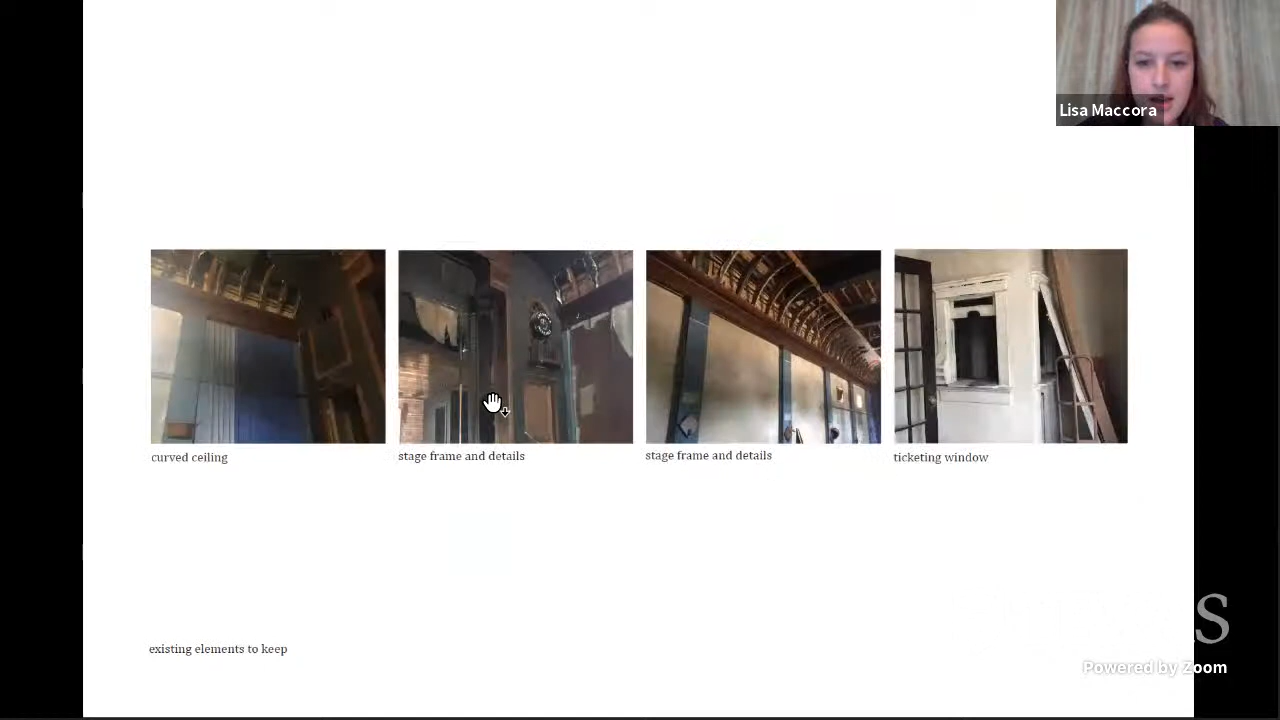 Lisa Maccora
curved ceiling
stage frame and details
stage frame and details
ticketing window
existing elements to keep
S
Powered by Zoom